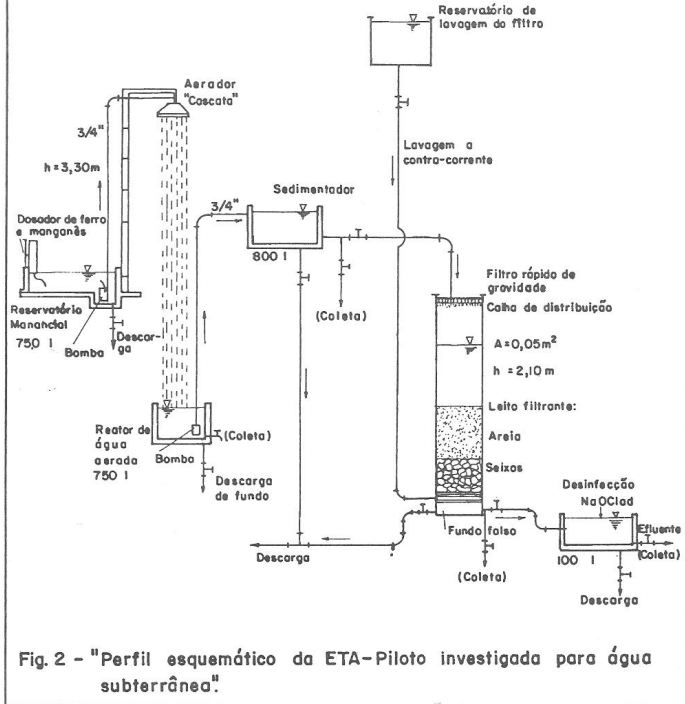 Reservatório de
lavagem do filtro
Aerador
"Cascata"
3/4"
h = 3,30m
Lavagem a
contra-corrente
Sedimentador
3/4"
Dosador de ferro
e manganês
800 l
Filtro rápido de
gravidade
Calha de distribuição
(Coleta)
Reservatório
Manancial
750 l
Bomba
Descar-
ga
A=0,05m²
h = 2,10 m
Leito filtrante:
Areia
Seixos
Reator de
água
aerada
750 l
Bomba
(Coleta)
Descarga
de fundo
Desinfecção
NaOClad
Efluente
(Coleta)
Fundo falso
100 l
Descarga
(Coleta)
Descarga
Fig. 2 - "Perfil esquemático da ETA-Piloto investigada para água
subterrânea".